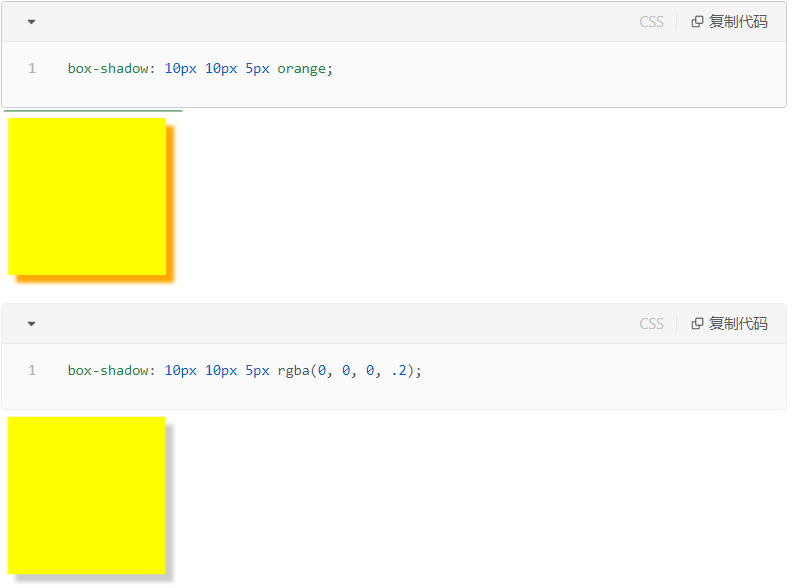 CSS 复制代码
1 box-shadow: 10px 10px 5px orange;
CSS 复制代码
1 box-shadow: 10px 10px 5px rgba(0, 0, 0, .2);